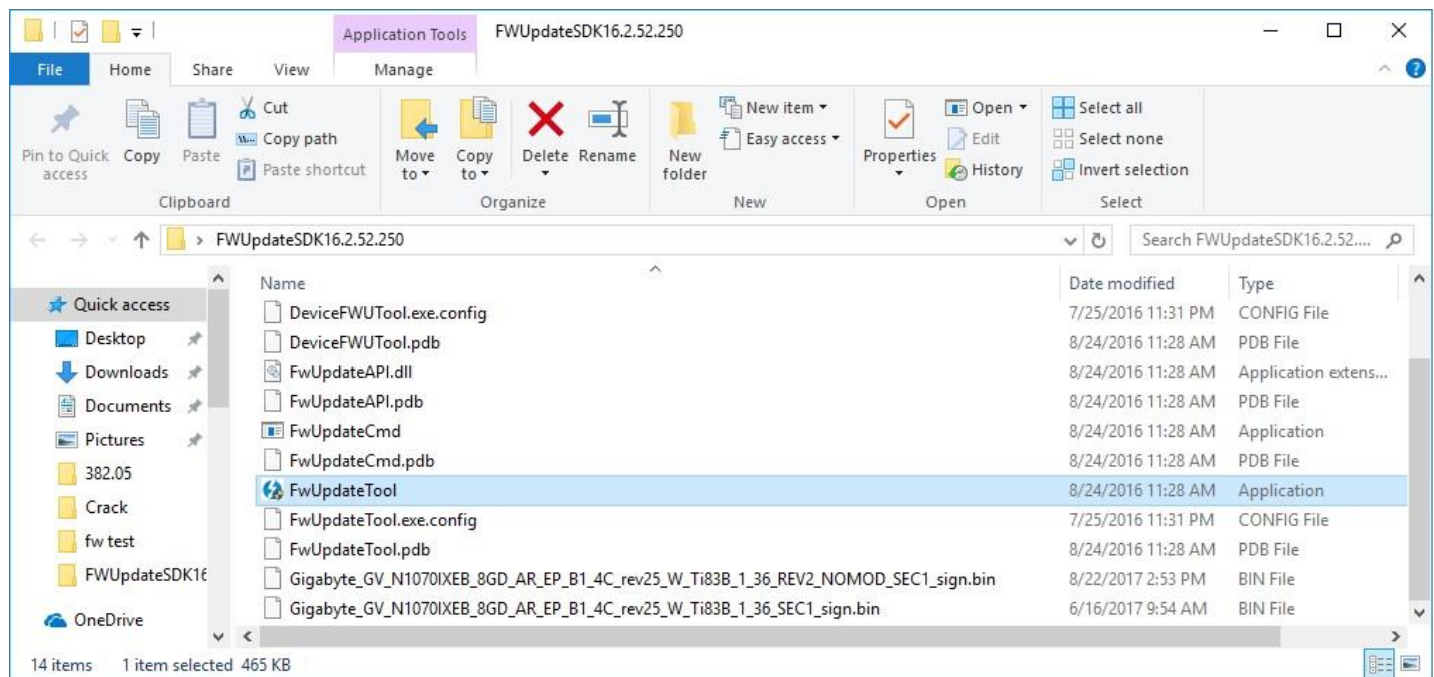 Application Tools FWUpdateSDK16.2.52.250
File Home Share View Manage
Pin to Quick access
Copy
Paste
Cut
Copy path
Paste shortcut
Clipboard
Move to
Copy to
Delete
Rename
Organize
New folder
New item
Easy access
New
Properties
Open
Edit
History
Open
Select all
Select none
Invert selection
Select
FWUpdateSDK16.2.52.250
Search FWUpdateSDK16.2.52....
Quick access
Desktop
Downloads
Documents
Pictures
382.05
Crack
fw test
FWUpdateSDK16
OneDrive
Name Date modified Type
DeviceFWUTool.exe.config 7/25/2016 11:31 PM CONFIG File
DeviceFWUTool.pdb 8/24/2016 11:28 AM PDB File
FwUpdateAPI.dll 8/24/2016 11:28 AM Application extens...
FwUpdateAPI.pdb 8/24/2016 11:28 AM PDB File
FwUpdateCmd 8/24/2016 11:28 AM Application
FwUpdateCmd.pdb 8/24/2016 11:28 AM PDB File
FwUpdateTool 8/24/2016 11:28 AM Application
FwUpdateTool.exe.config 7/25/2016 11:31 PM CONFIG File
FwUpdateTool.pdb 8/24/2016 11:28 AM PDB File
Gigabyte_GV_N1070IXEB_8GD_AR_EP_B1_4C_rev25_W_Ti83B_1_36_REV2_NOMOD_SEC1_sign.bin 8/22/2017 2:53 PM BIN File
Gigabyte_GV_N1070IXEB_8GD_AR_EP_B1_4C_rev25_W_Ti83B_1_36_SEC1_sign.bin 6/16/2017 9:54 AM BIN File
14 items 1 item selected 465 KB